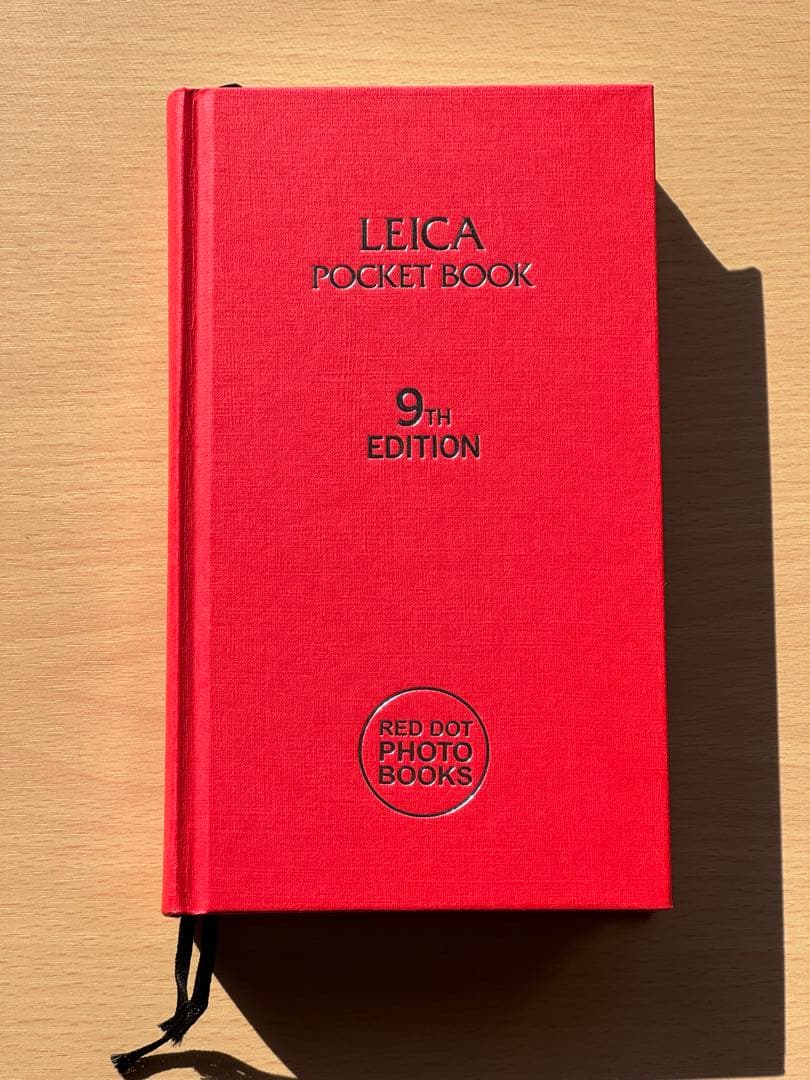 LEICA
POCKET BOOK
9TH
EDITION
RED DOT
PHOTO
BOOKS